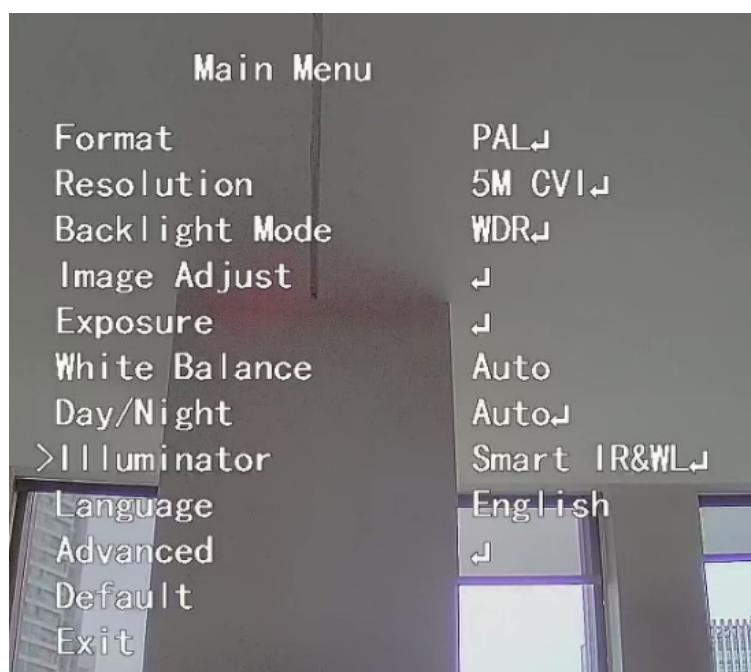 Main Menu
Format PAL↲
Resolution 5M CVI↲
Backlight Mode WDR↲
Image Adjust ↲
Exposure ↲
White Balance Auto
Day/Night Auto↲
>Illuminator Smart IR&WL↲
Language English
Advanced ↲
Default
Exit